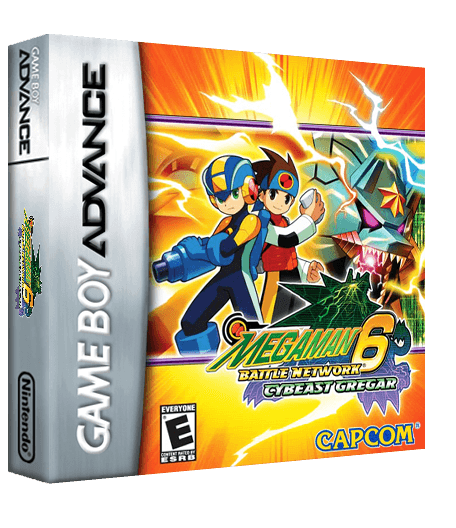 GAME BOY
ADVANCE
Nintendo
GAME BOY ADVANCE
MEGAMAN 6
BATTLE NETWORK
CYBEAST GREGAR
EVERYONE
E
CONTENT RATED BY
ESRB
CAPCOM